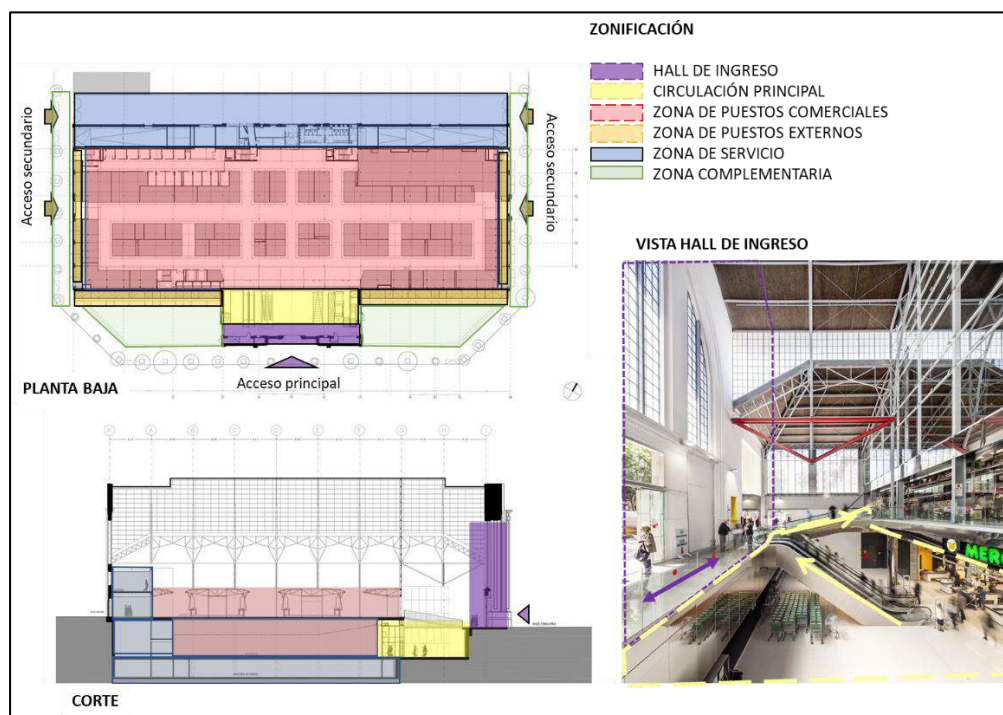 ZONIFICACIÓN
HALL DE INGRESO
CIRCULACIÓN PRINCIPAL
ZONA DE PUESTOS COMERCIALES
ZONA DE PUESTOS EXTERNOS
ZONA DE SERVICIO
ZONA COMPLEMENTARIA
Acceso secundario
Acceso secundario
Acceso principal
PLANTA BAJA
VISTA HALL DE INGRESO
MERC
CORTE